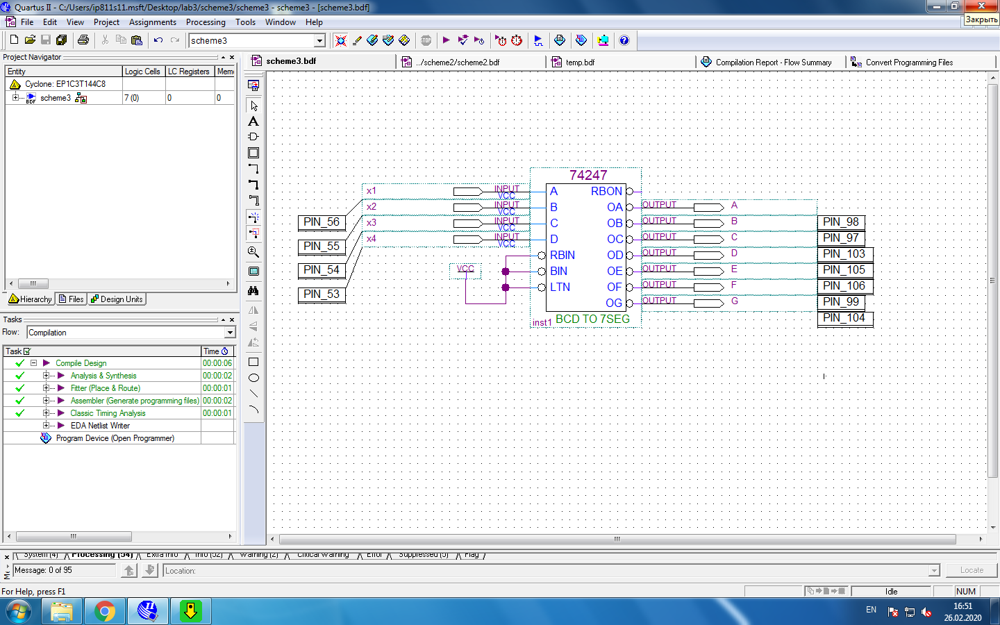 Quartus II - C:/Users/ip811s11.msft/Desktop/lab3/scheme3/scheme3 - scheme3 - [scheme3.bdf]
Закрыть
File Edit View Project Assignments Processing Tools Window Help
scheme3
STOP
Project Navigator
scheme3.bdf
../scheme2/scheme2.bdf
temp.bdf
Compilation Report - Flow Summary
Convert Programming Files
Entity Logic Cells LC Registers Mem
Cyclone: EP1C3T144C8
BDF scheme3 7 (0) 0 0
Hierarchy Files Design Units
Tasks
Flow: Compilation
Task Time
Compile Design 00:00:06
Analysis & Synthesis 00:00:02
Fitter (Place & Route) 00:00:01
Assembler (Generate programming files) 00:00:02
Classic Timing Analysis 00:00:01
EDA Netlist Writer
Program Device (Open Programmer)
A
74247
x1 INPUT VCC A RBON
x2 INPUT VCC B OA OUTPUT A
PIN_56 x3 INPUT VCC C OB OUTPUT B PIN_98
PIN_55 x4 INPUT VCC D OC OUTPUT C PIN_97
RBIN OD OUTPUT D PIN_103
PIN_54 VCC BIN OE OUTPUT E PIN_105
PIN_53 LTN OF OUTPUT F PIN_106
OG OUTPUT G PIN_99
inst1 BCD TO 7SEG PIN_104
System (4) Processing (54) Extra Info Info (52) Warning (2) Critical Warning Error Suppressed (5) Flag
Message: 0 of 95
Location:
Locate
For Help, press F1
Idle
NUM
EN
16:51
26.02.2020